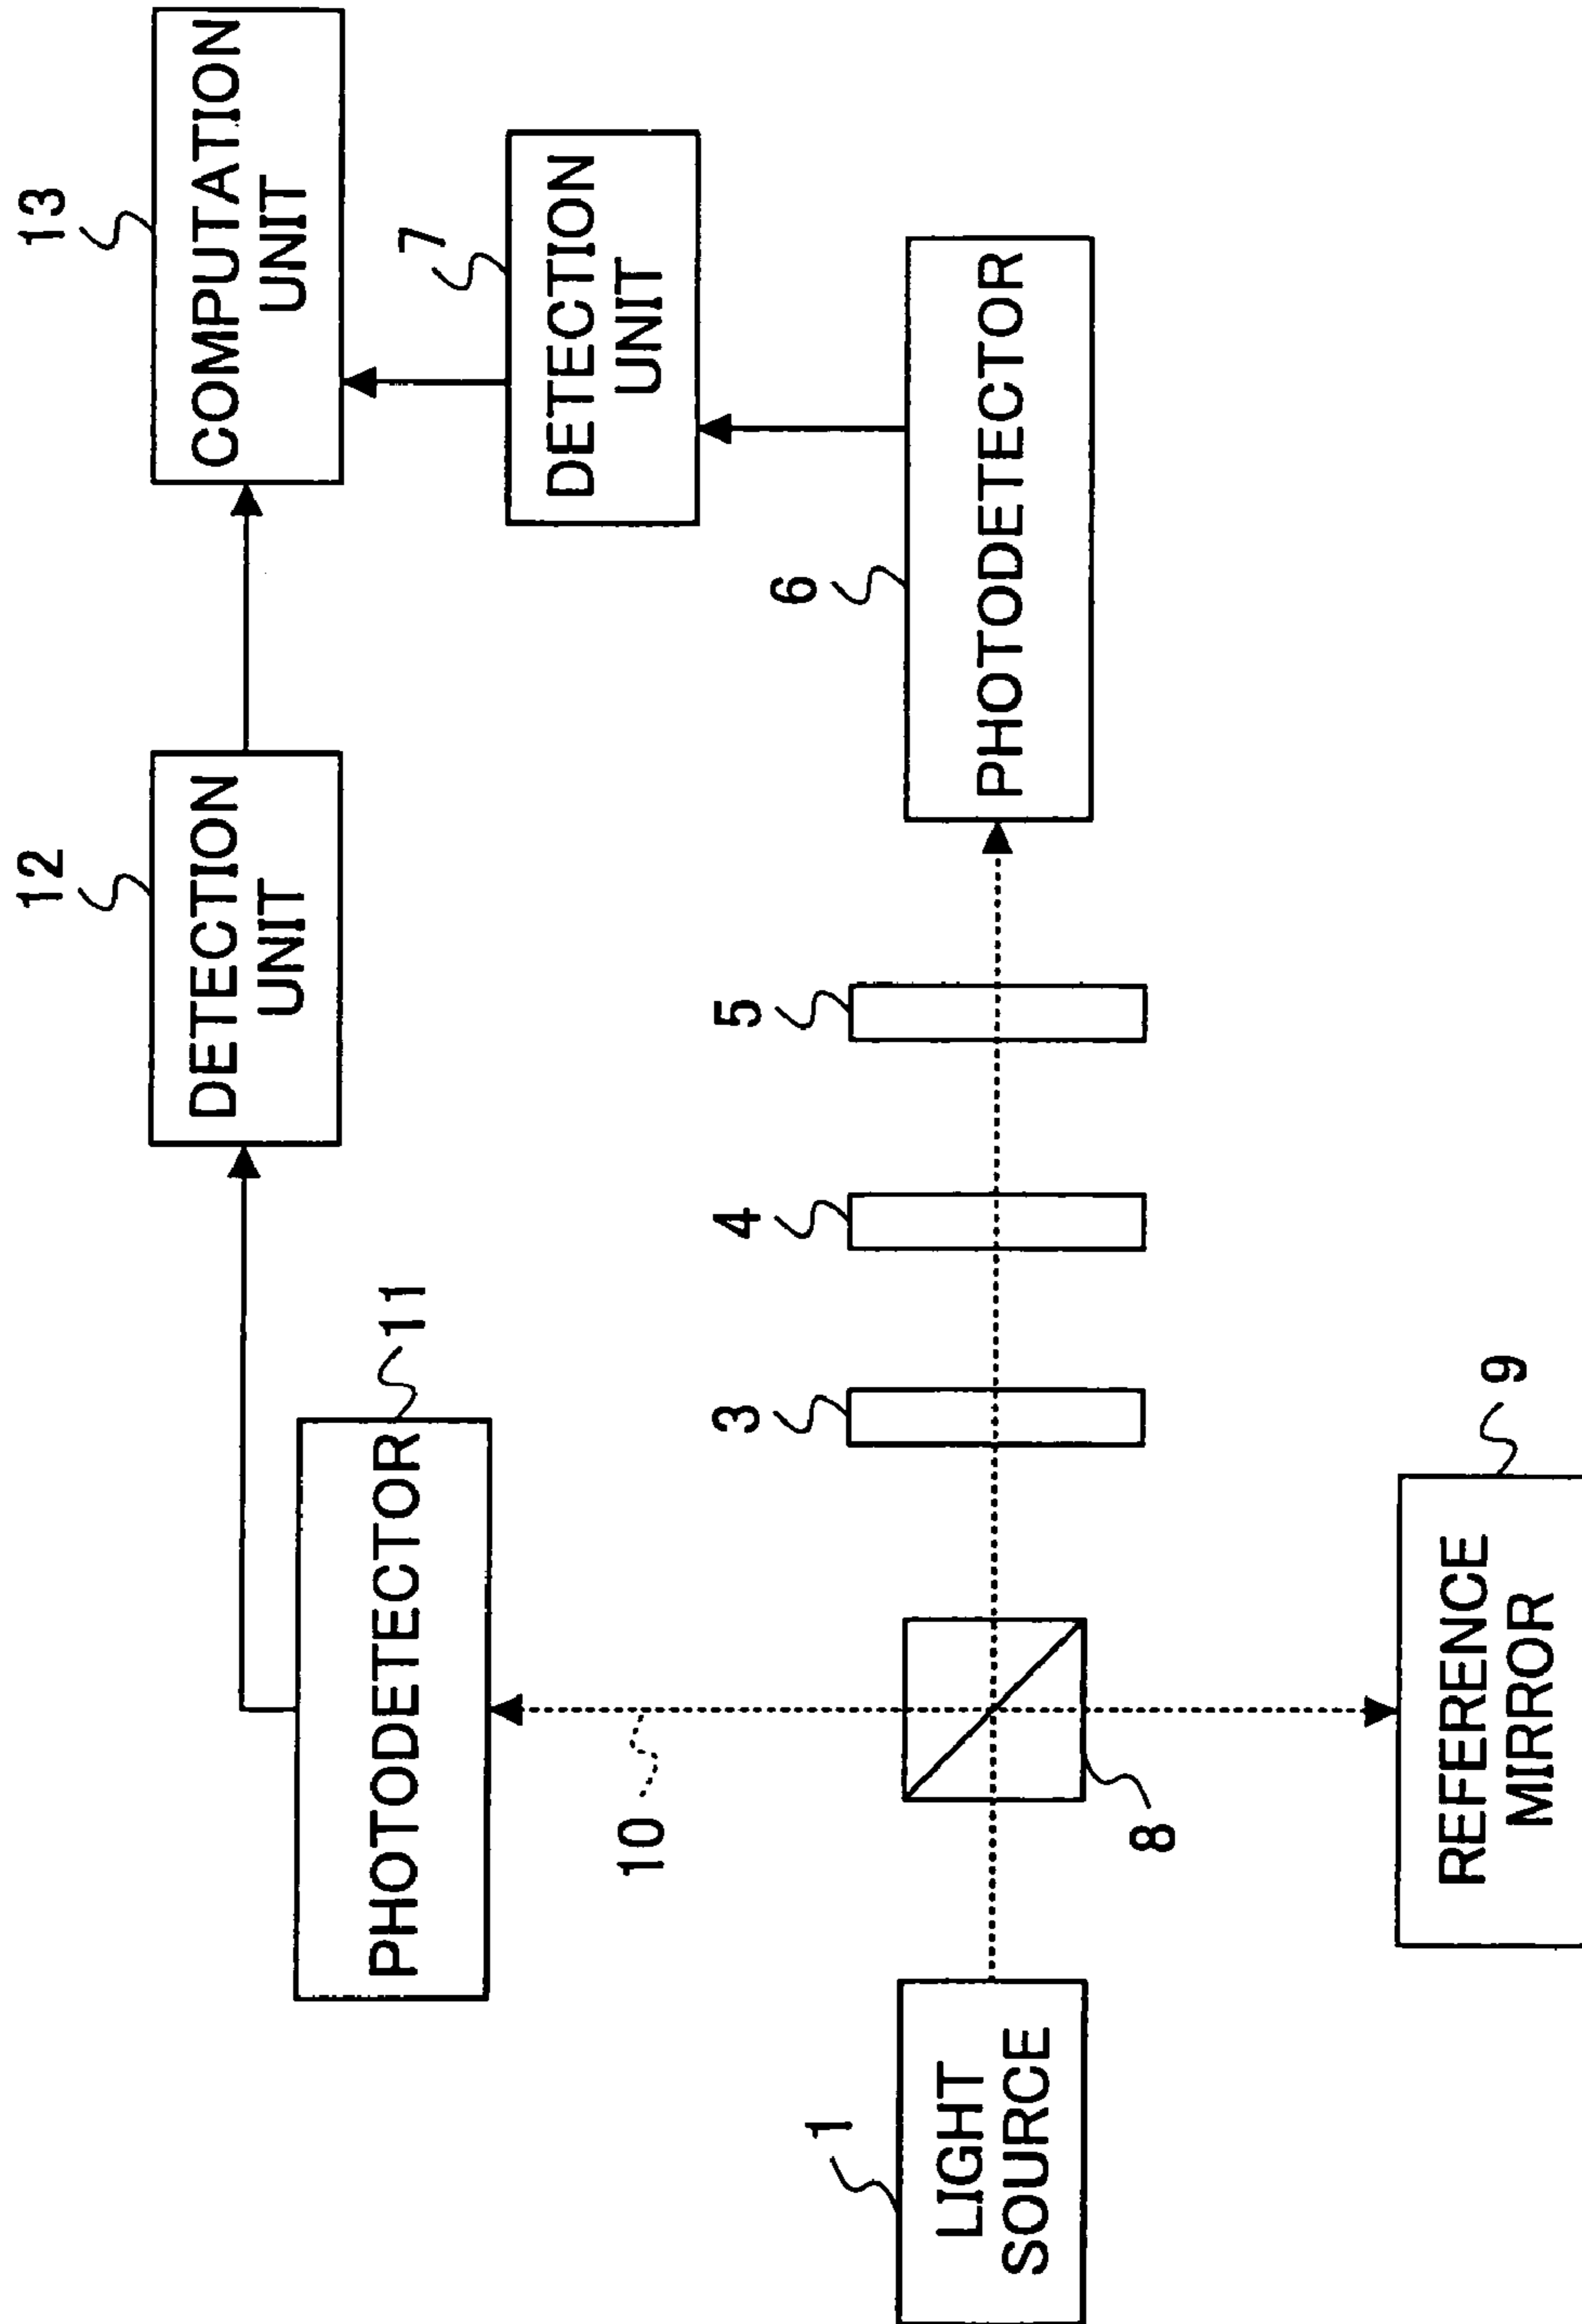 13
COMPUTATION
UNIT
12
DETECTION
UNIT
7
DETECTION
UNIT
11
PHOTODETECTOR
6
PHOTODETECTOR
10
3
4
5
1
LIGHT
SOURCE
8
9
REFERENCE
MIRROR